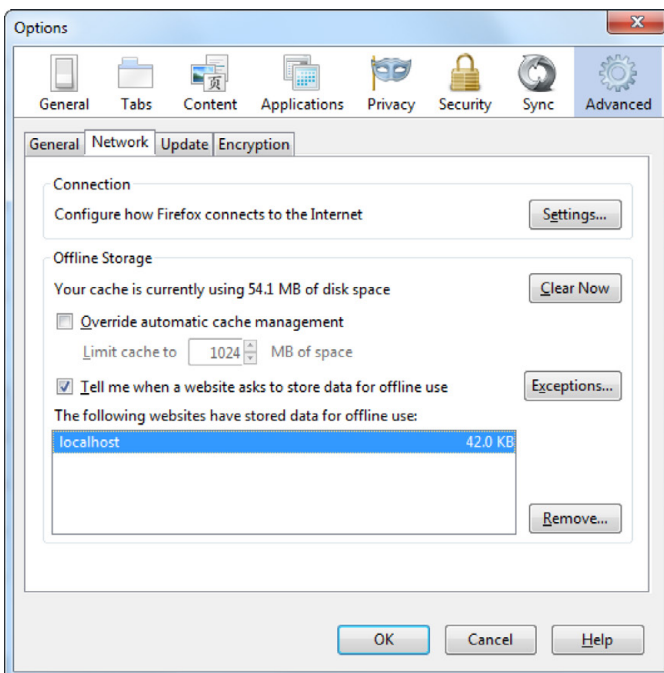 Options
General Tabs Content Applications Privacy Security Sync Advanced
General Network Update Encryption
Connection
Configure how Firefox connects to the Internet Settings...
Offline Storage
Your cache is currently using 54.1 MB of disk space Clear Now
Override automatic cache management
Limit cache to 1024 MB of space
Tell me when a website asks to store data for offline use Exceptions...
The following websites have stored data for offline use:
localhost 42.0 KB
Remove...
OK Cancel Help